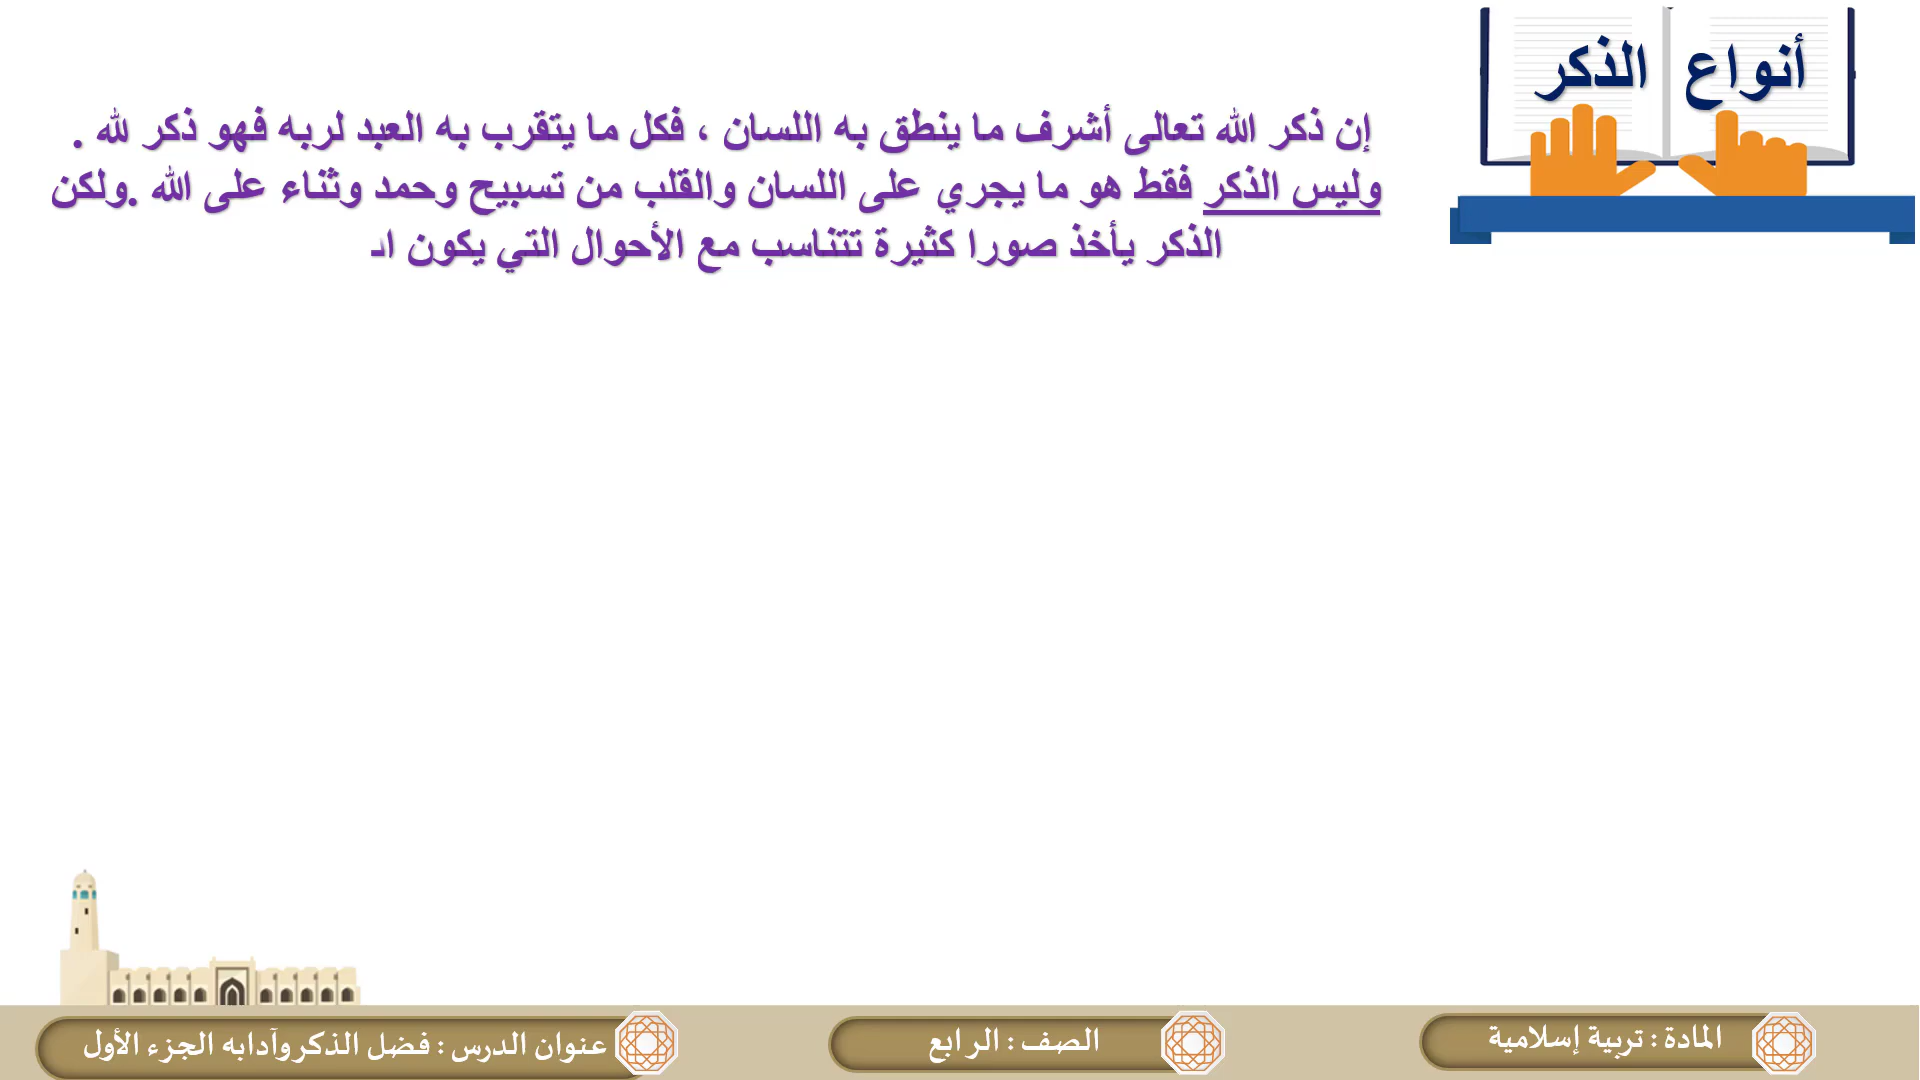 أنواع الذكر
إن ذكر الله تعالى أشرف ما ينطق به اللسان ، فكل ما يتقرب به العبد لربه فهو ذكر لله .
وليس الذكر فقط هو ما يجري على اللسان والقلب من تسبيح وحمد وثناء على الله .ولكن
الذكر يأخذ صورا كثيرة تتناسب مع الأحوال التي يكون
المادة : تربية إسلامية
الصف : الرابع
عنوان الدرس : فضل الذكر وآدابه الجزء الأول